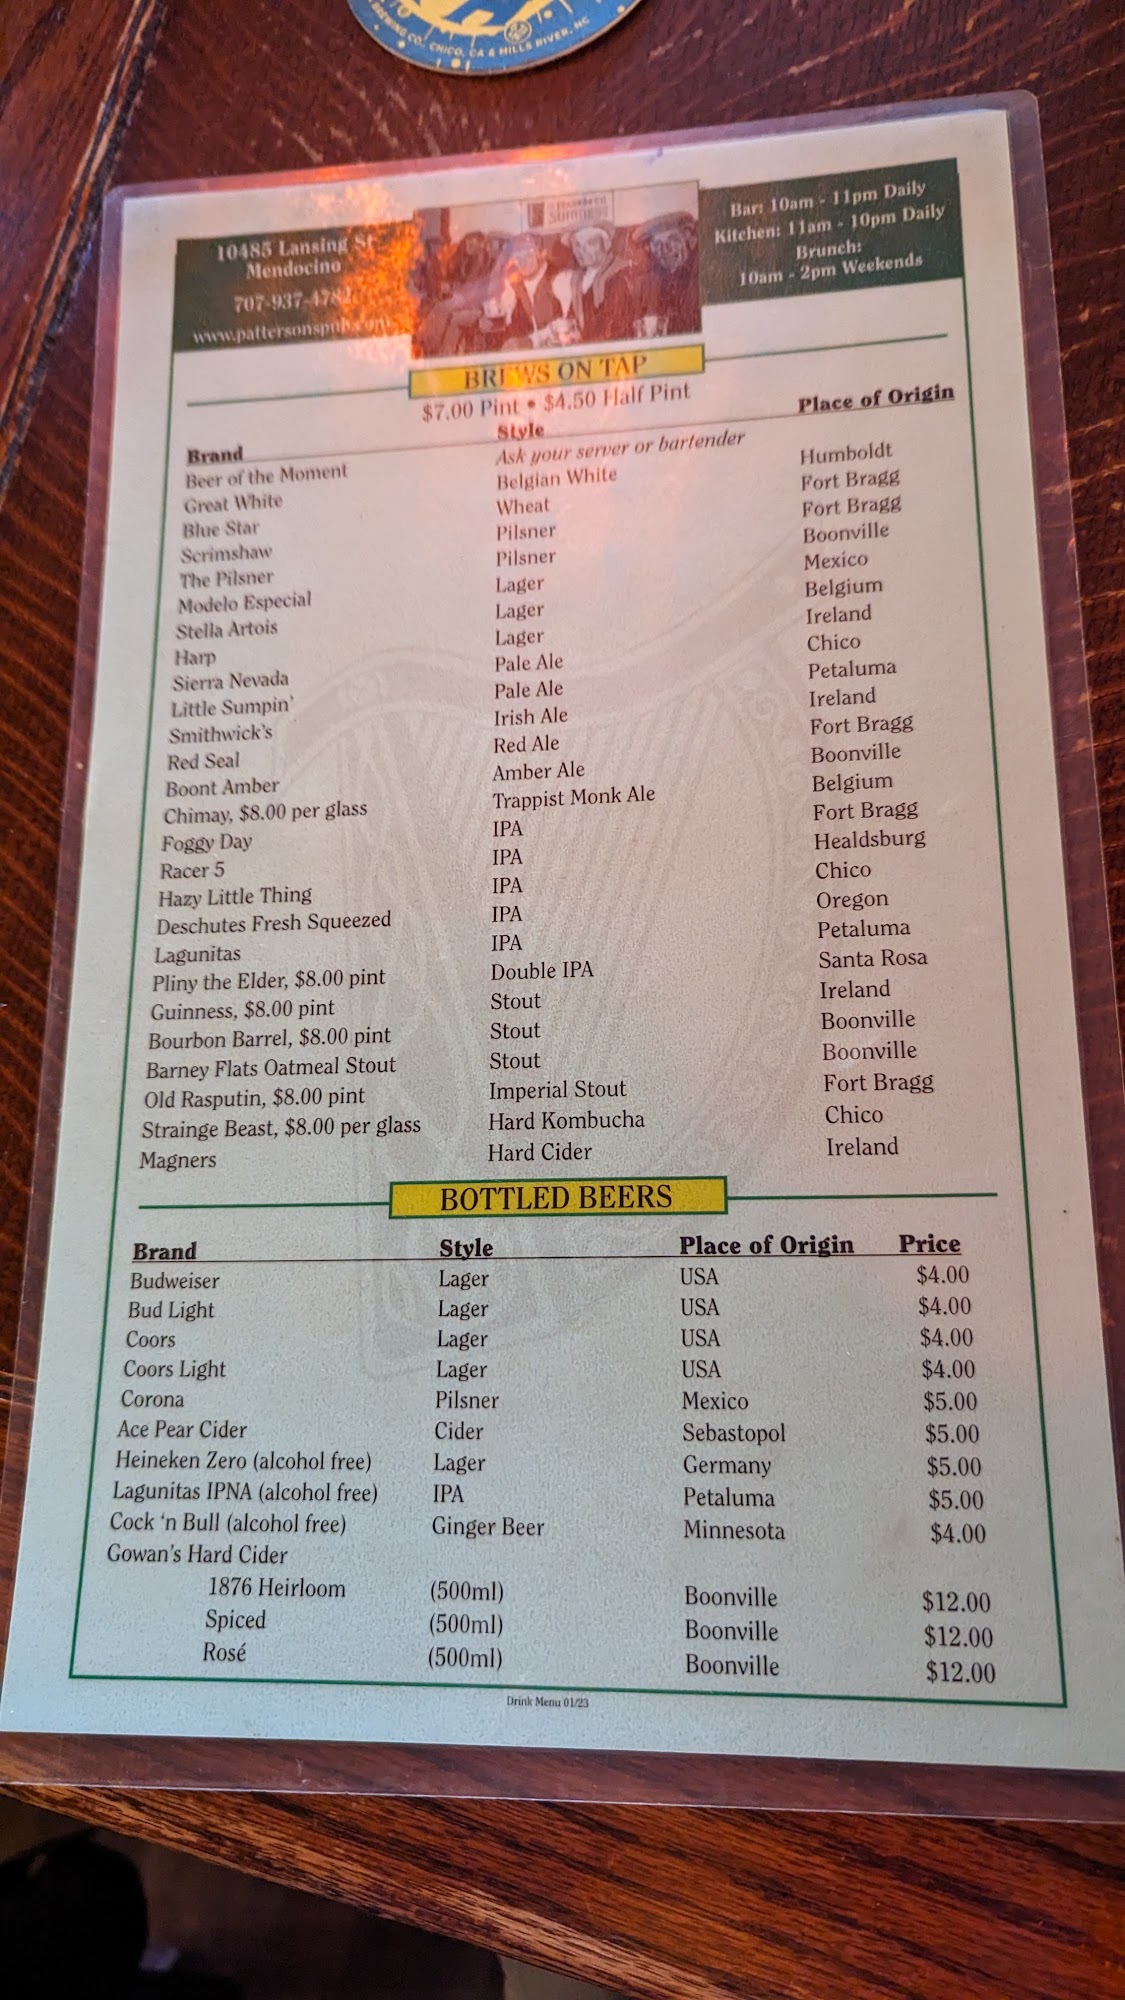 BREWING CO., CHICO, CA & MILLS RIVER, NC
10485 Lansing St
Mendocino
707-937-4782
www.pattersonspub.com
GUINNESS
Bar: 10am - 11pm Daily
Kitchen: 11am - 10pm Daily
Brunch:
10am - 2pm Weekends
BREWS ON TAP
$7.00 Pint • $4.50 Half Pint
Brand Style Place of Origin
Beer of the Moment Ask your server or bartender
Great White Belgian White Humboldt
Blue Star Wheat Fort Bragg
Scrimshaw Pilsner Fort Bragg
The Pilsner Pilsner Boonville
Modelo Especial Lager Mexico
Stella Artois Lager Belgium
Harp Lager Ireland
Sierra Nevada Pale Ale Chico
Little Sumpin' Pale Ale Petaluma
Smithwick's Irish Ale Ireland
Red Seal Red Ale Fort Bragg
Boont Amber Amber Ale Boonville
Chimay, $8.00 per glass Trappist Monk Ale Belgium
Foggy Day IPA Fort Bragg
Racer 5 IPA Healdsburg
Hazy Little Thing IPA Chico
Deschutes Fresh Squeezed IPA Oregon
Lagunitas IPA Petaluma
Pliny the Elder, $8.00 pint Double IPA Santa Rosa
Guinness, $8.00 pint Stout Ireland
Bourbon Barrel, $8.00 pint Stout Boonville
Barney Flats Oatmeal Stout Stout Boonville
Old Rasputin, $8.00 pint Imperial Stout Fort Bragg
Strainge Beast, $8.00 per glass Hard Kombucha Chico
Magners Hard Cider Ireland
BOTTLED BEERS
Brand Style Place of Origin Price
Budweiser Lager USA $4.00
Bud Light Lager USA $4.00
Coors Lager USA $4.00
Coors Light Lager USA $4.00
Corona Pilsner Mexico $5.00
Ace Pear Cider Cider Sebastopol $5.00
Heineken Zero (alcohol free) Lager Germany $5.00
Lagunitas IPNA (alcohol free) IPA Petaluma $5.00
Cock 'n Bull (alcohol free) Ginger Beer Minnesota $4.00
Gowan's Hard Cider
1876 Heirloom (500ml) Boonville $12.00
Spiced (500ml) Boonville $12.00
Rosé (500ml) Boonville $12.00
Drink Menu 01/23